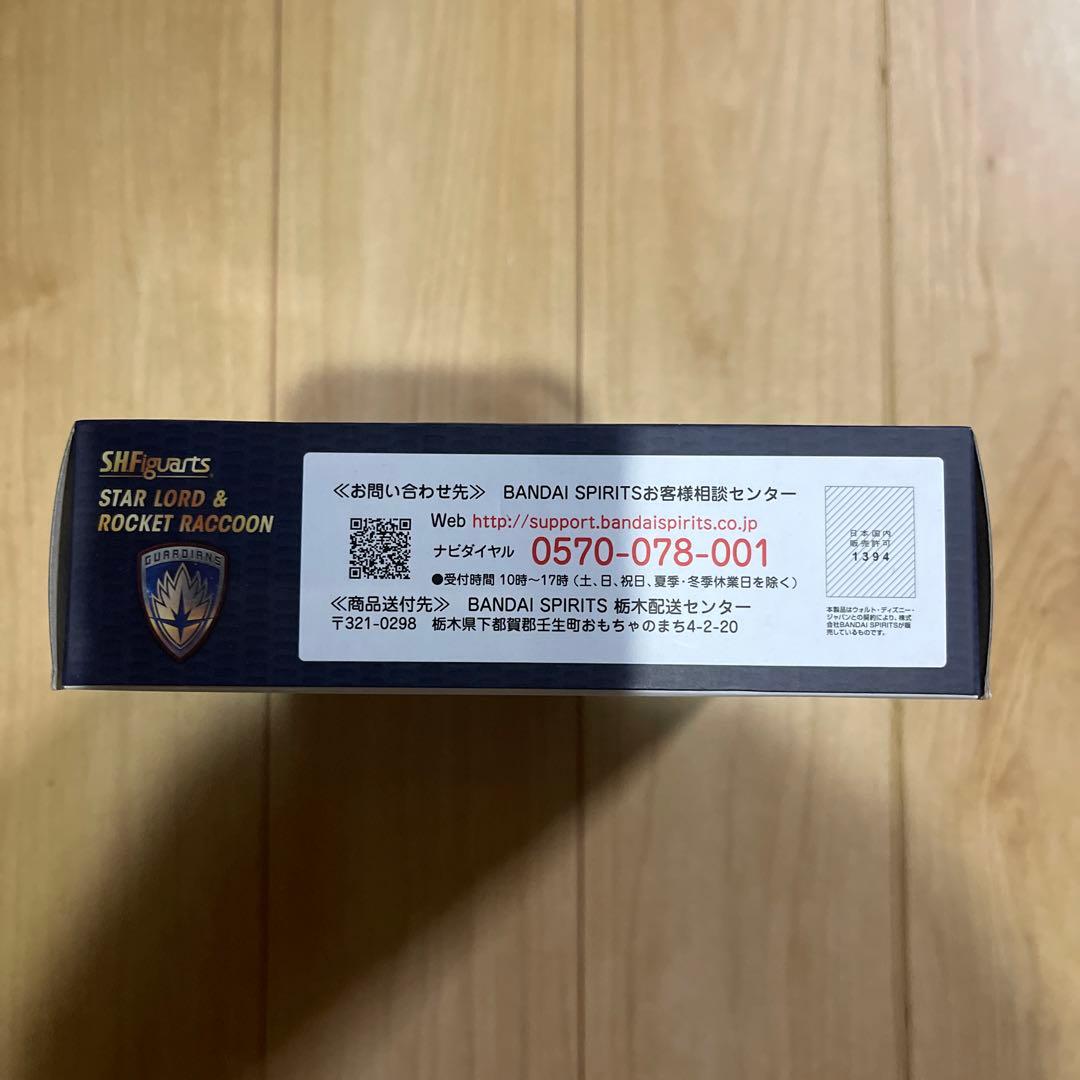 S.H.Figuarts
STAR LORD &
ROCKET RACCOON
GUARDIANS
≪お問い合わせ先≫ BANDAI SPIRITSお客様相談センター
Web http://support.bandaispirits.co.jp
ナビダイヤル 0570-078-001
●受付時間 10時~17時(土、日、祝日、夏季・冬季休業日を除く)
≪商品送付先≫ BANDAI SPIRITS 栃木配送センター
〒321-0298 栃木県下都賀郡壬生町おもちゃのまち4-2-20
日本国内
販売許可
1394
本製品はウォルト・ディズニー・
ジャパンとの契約により、株式
会社BANDAI SPIRITSが販
売しているものです。